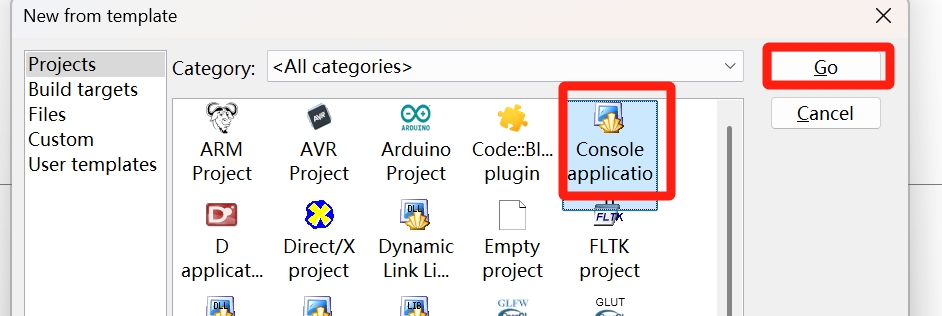 New from template
Projects
Build targets
Files
Custom
User templates
Category:
<All categories>
Go
Cancel
ARM
Project
AVR
AVR
Project
ARDUINO
Arduino
Project
Code::Bl...
plugin
Console
applicatio
D
D
applicat...
Direct/X
project
DLL
Dynamic
Link Li...
Empty
project
FLTK
FLTK
project
DLL
LIB
GLFW
GLUT